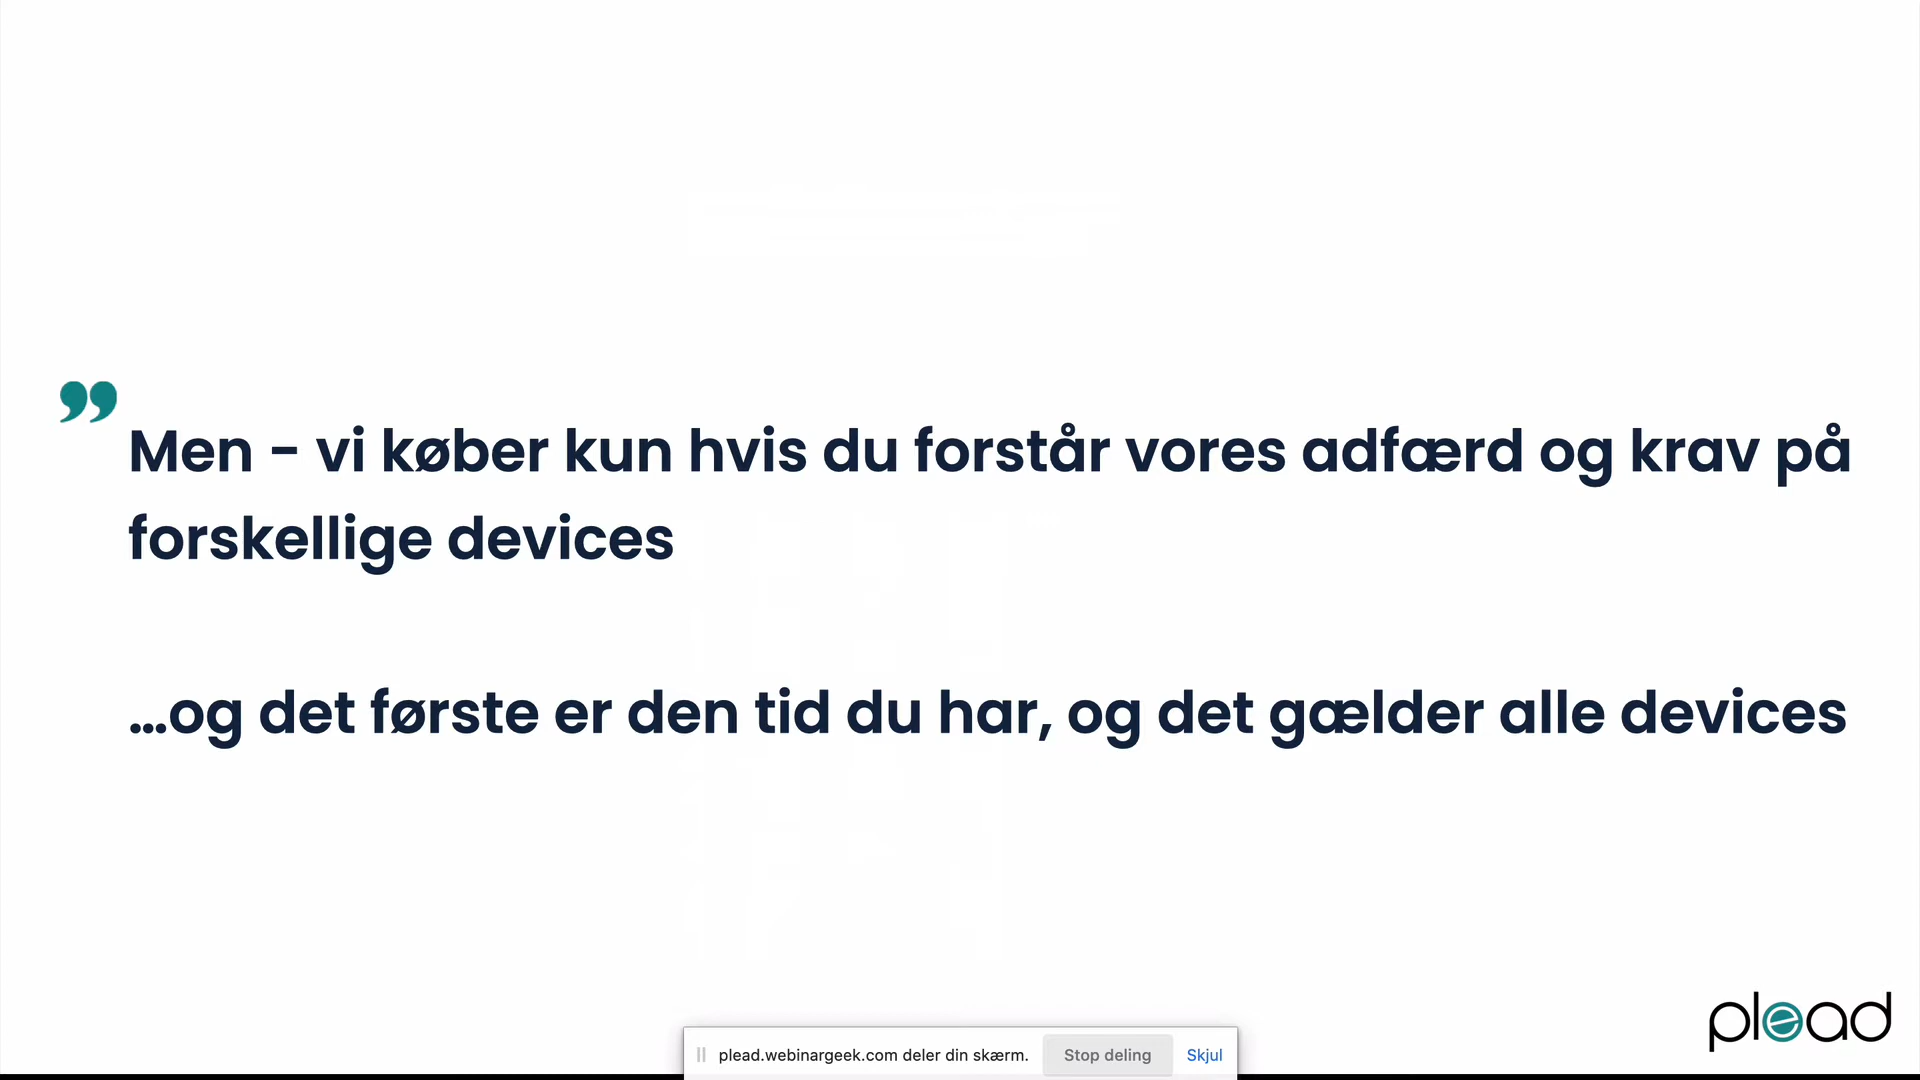 ”
Men - vi køber kun hvis du forstår vores adfærd og krav på
forskellige devices
...og det første er den tid du har, og det gælder alle devices
plead
plead.webinargeek.com deler din skærm.
Stop deling
Skjul